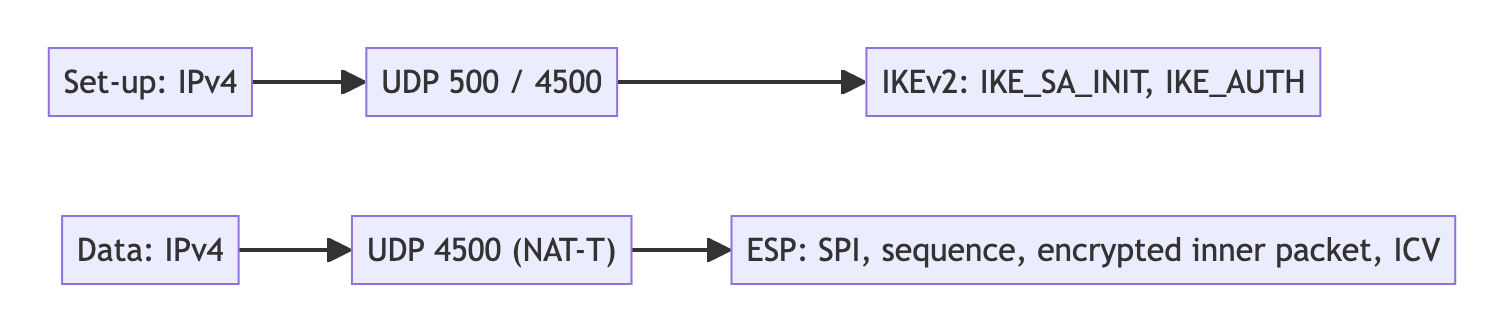 Set-up: IPv4
UDP 500 / 4500
IKEv2: IKE_SA_INIT, IKE_AUTH
Data: IPv4
UDP 4500 (NAT-T)
ESP: SPI, sequence, encrypted inner packet, ICV